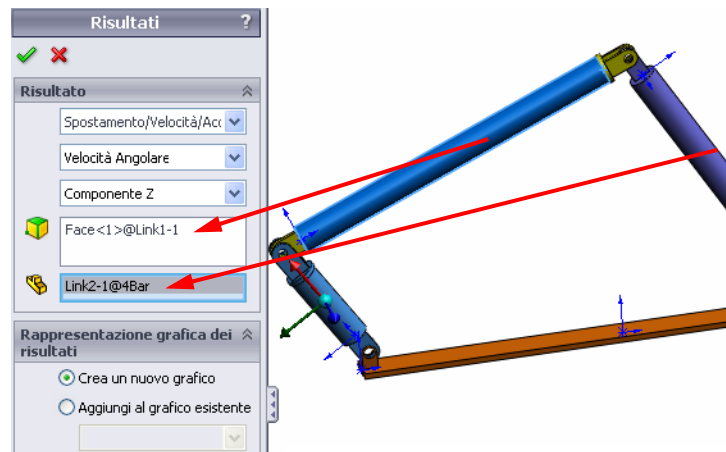 Risultati ?
Risultato
Spostamento/Velocità/Acc
Velocità Angolare
Componente Z
Face<1>@Link1-1
Link2-1@4Bar
Rappresentazione grafica dei
risultati
Crea un nuovo grafico
Aggiungi al grafico esistente